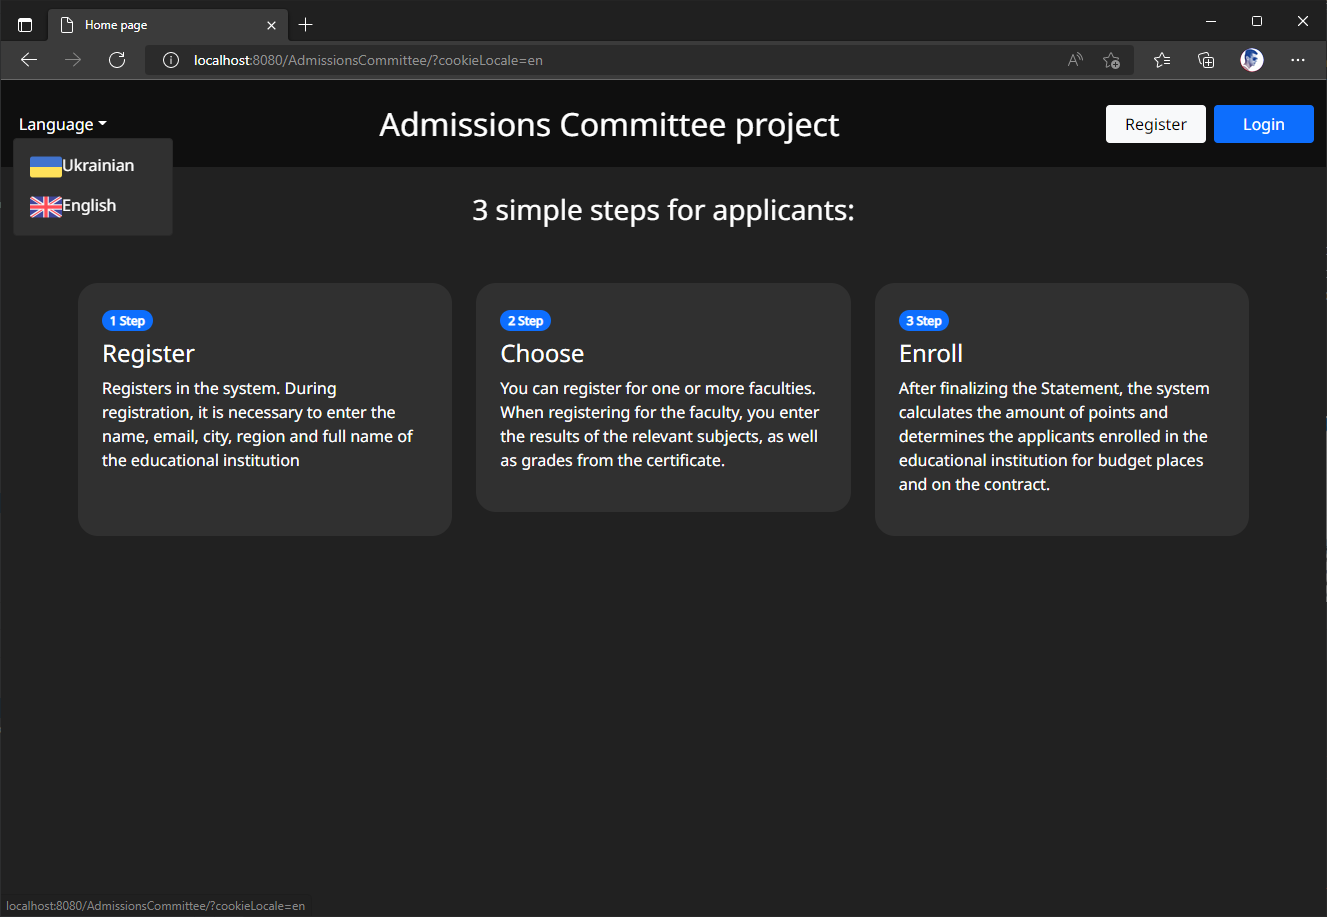 Home page
localhost:8080/AdmissionsCommittee/?cookieLocale=en
Language
Admissions Committee project
Register
Login
Ukrainian
English
3 simple steps for applicants:
1 Step
Register
Registers in the system. During
registration, it is necessary to enter the
name, email, city, region and full name of
the educational institution
2 Step
Choose
You can register for one or more faculties.
When registering for the faculty, you enter
the results of the relevant subjects, as well
as grades from the certificate.
3 Step
Enroll
After finalizing the Statement, the system
calculates the amount of points and
determines the applicants enrolled in the
educational institution for budget places
and on the contract.
localhost:8080/AdmissionsCommittee/?cookieLocale=en